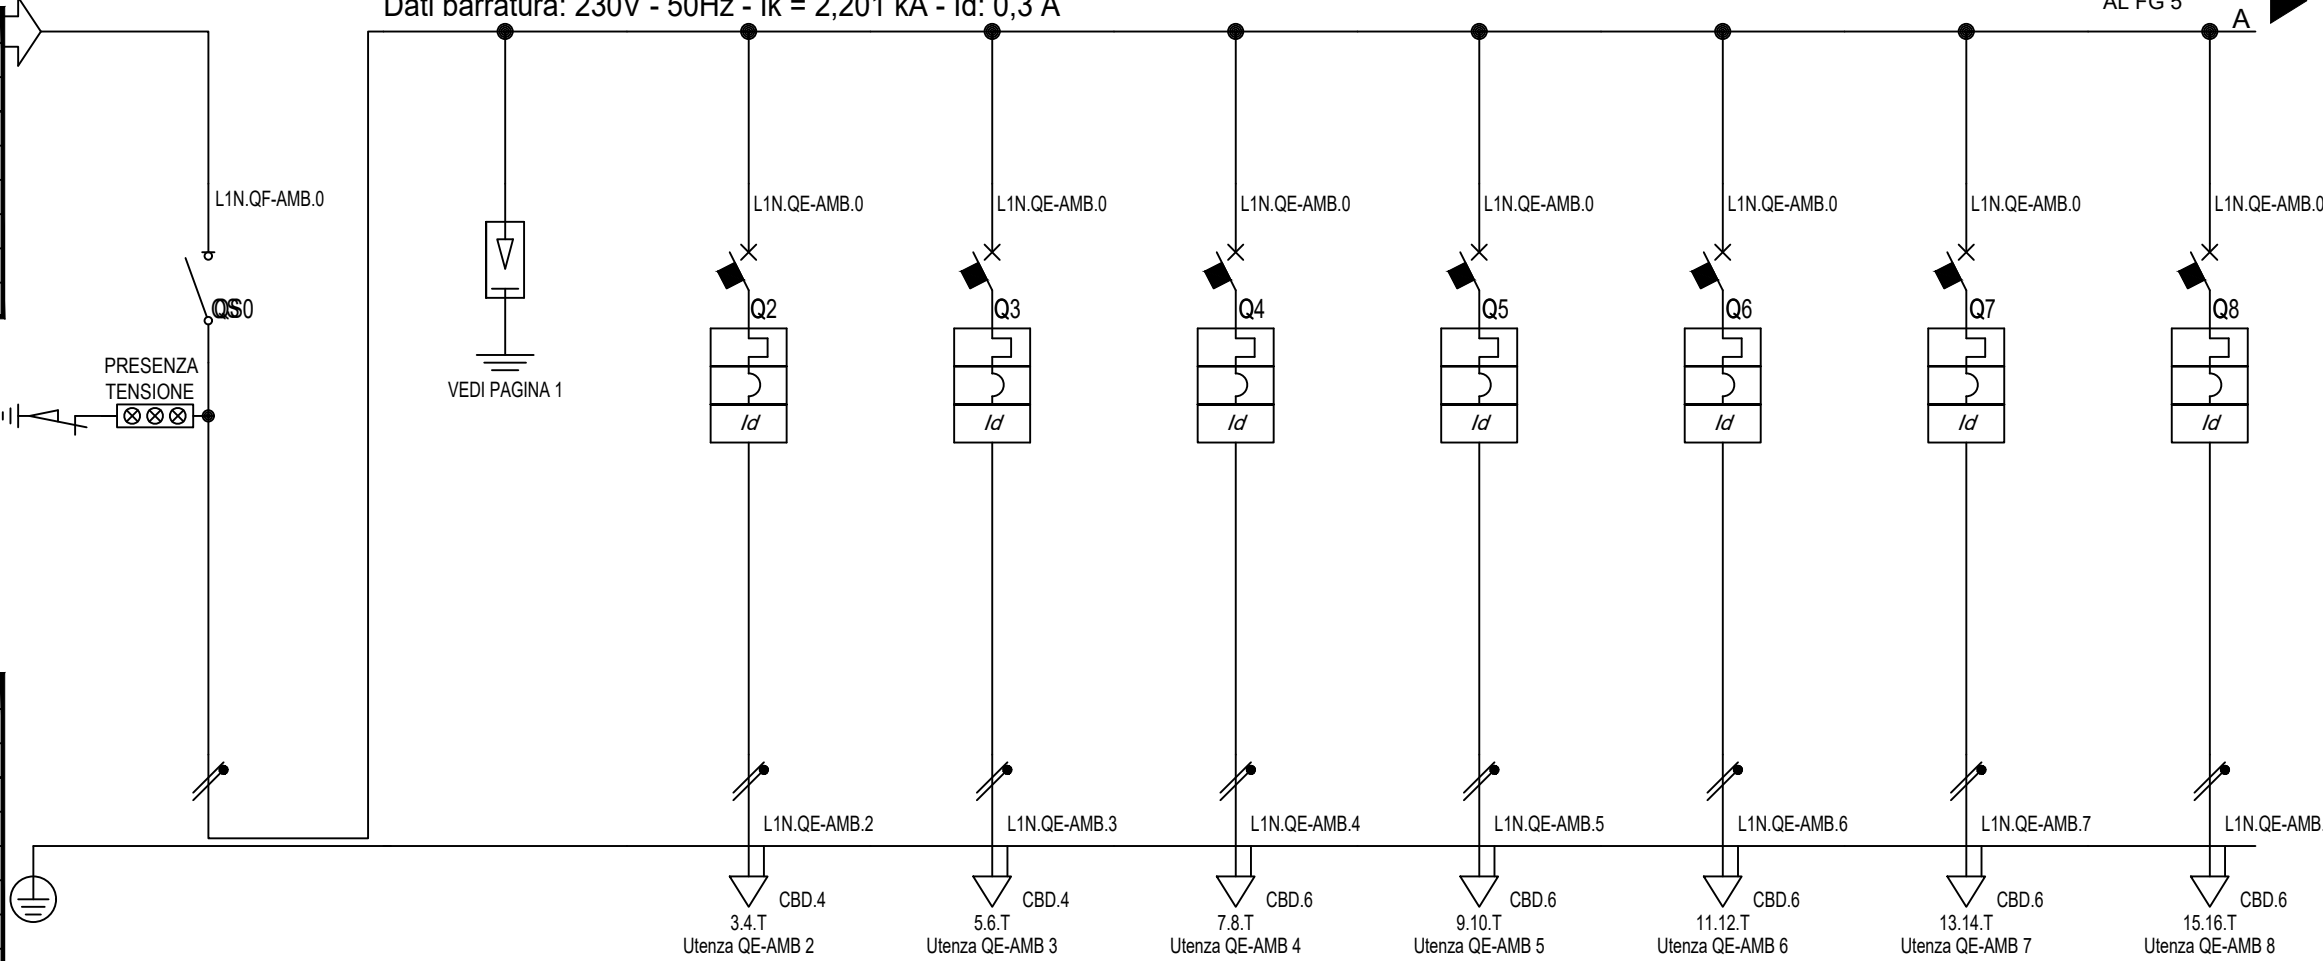 Dati barratura: 230V - 50Hz - Ik = 2,201 kA - Id: 0,3 A
AL FG 5
A
L1N.QF-AMB.0
L1N.QE-AMB.0
L1N.QE-AMB.0
L1N.QE-AMB.0
L1N.QE-AMB.0
L1N.QE-AMB.0
L1N.QE-AMB.0
L1N.QE-AMB.0
QS0
Q2
Q3
Q4
Q5
Q6
Q7
Q8
PRESENZA
TENSIONE
VEDI PAGINA 1
Id
Id
Id
Id
Id
Id
Id
L1N.QE-AMB.2
L1N.QE-AMB.3
L1N.QE-AMB.4
L1N.QE-AMB.5
L1N.QE-AMB.6
L1N.QE-AMB.7
L1N.QE-AMB.
CBD.4
CBD.4
CBD.6
CBD.6
CBD.6
CBD.6
CBD.6
3.4.T
5.6.T
7.8.T
9.10.T
11.12.T
13.14.T
15.16.T
Utenza QE-AMB 2
Utenza QE-AMB 3
Utenza QE-AMB 4
Utenza QE-AMB 5
Utenza QE-AMB 6
Utenza QE-AMB 7
Utenza QE-AMB 8